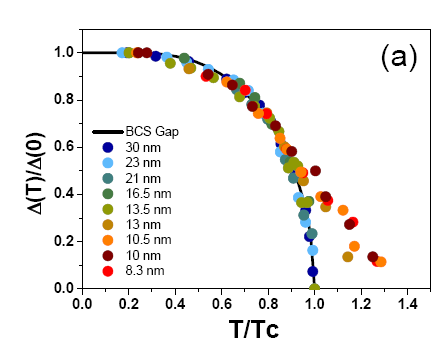 (a)
1.0
0.8
0.6
0.4
0.2
0.0
Δ(T)/Δ(0)
BCS Gap
30 nm
23 nm
21 nm
16.5 nm
13.5 nm
13 nm
10.5 nm
10 nm
8.3 nm
0.0 0.2 0.4 0.6 0.8 1.0 1.2 1.4
T/Tc